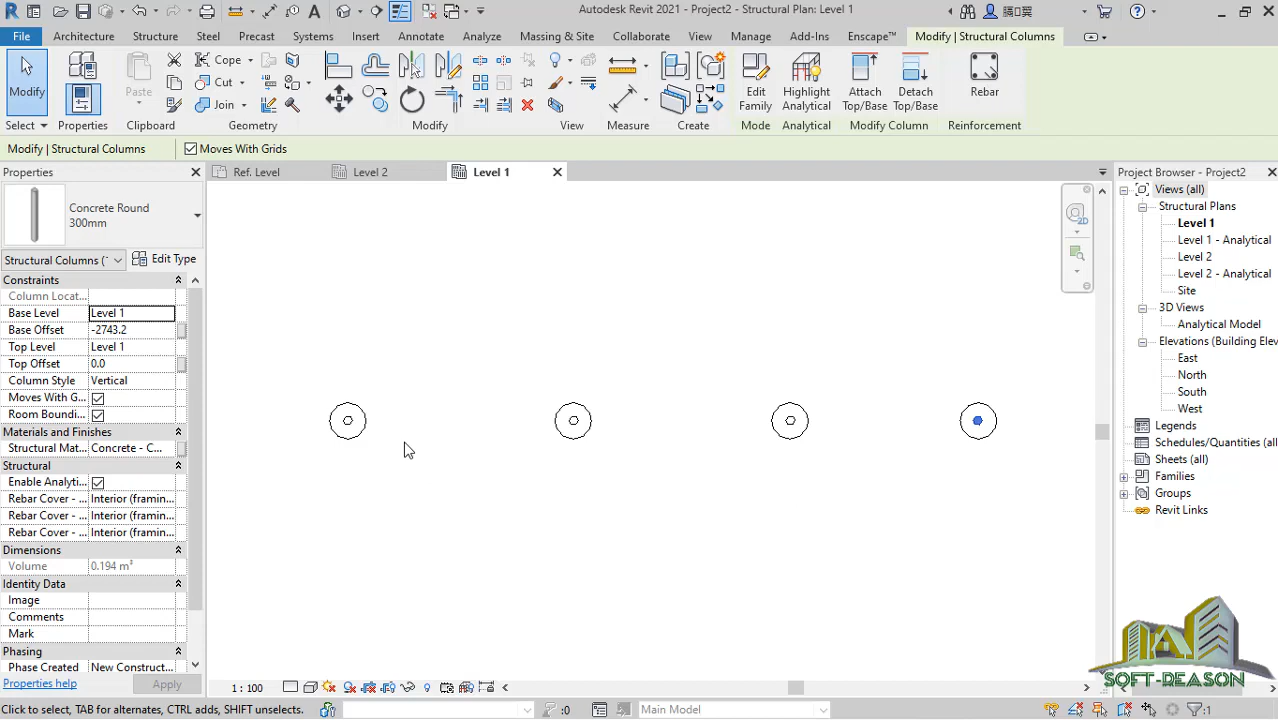 Autodesk Revit 2021 - Project2 - Structural Plan: Level 1
File Architecture Structure Steel Precast Systems Insert Annotate Analyze Massing & Site Collaborate View Manage Add-Ins Enscape™ Modify | Structural Columns
Modify Paste Cope Cut Join Edit Family Highlight Analytical Attach Top/Base Detach Top/Base Rebar
Select Properties Clipboard Geometry Modify View Measure Create Mode Analytical Modify Column Reinforcement
Modify | Structural Columns Moves With Grids
Properties Ref. Level Level 2 Level 1 Project Browser - Project2
Concrete Round
300mm
Structural Columns (1 Edit Type
Constraints
Column Locat...
Base Level Level 1
Base Offset -2743.2
Top Level Level 1
Top Offset 0.0
Column Style Vertical
Moves With G...
Room Boundi...
Materials and Finishes
Structural Mat... Concrete - C...
Structural
Enable Analyti...
Rebar Cover - ... Interior (framin...
Rebar Cover - ... Interior (framin...
Rebar Cover - ... Interior (framin...
Dimensions
Volume 0.194 m³
Identity Data
Image
Comments
Mark
Phasing
Phase Created New Construct...
Properties help Apply
2D
Views (all)
Structural Plans
Level 1
Level 1 - Analytical
Level 2
Level 2 - Analytical
Site
3D Views
Analytical Model
Elevations (Building Elev
East
North
South
West
Legends
Schedules/Quantities (all
Sheets (all)
Families
Groups
Revit Links
SOFT-REASON
1 : 100
Click to select, TAB for alternates, CTRL adds, SHIFT unselects. :0 Main Model :1